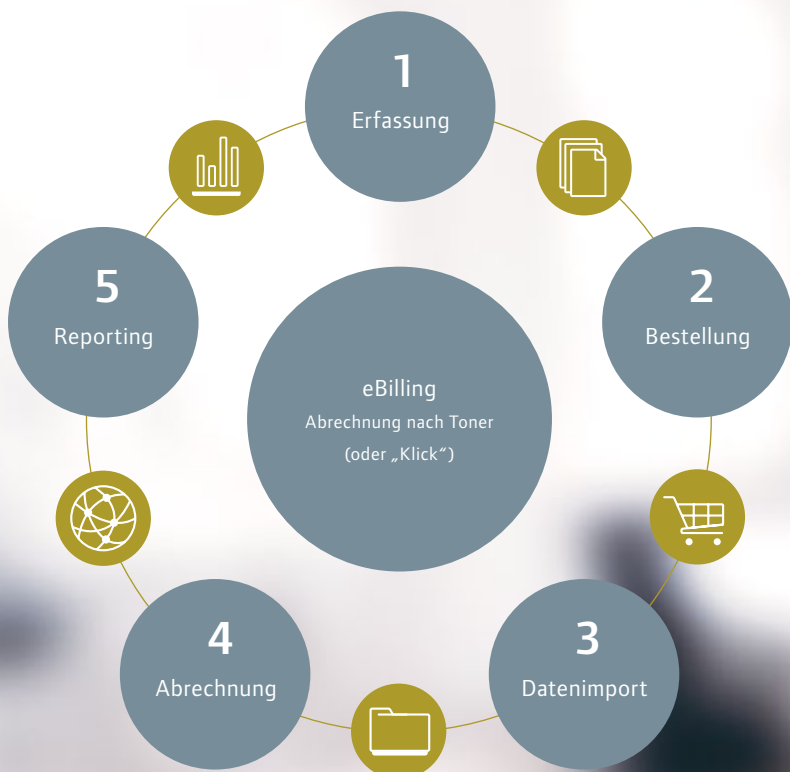 1
Erfassung
2
Bestellung
3
Datenimport
4
Abrechnung
5
Reporting
eBilling
Abrechnung nach Toner
(oder „Klick“)